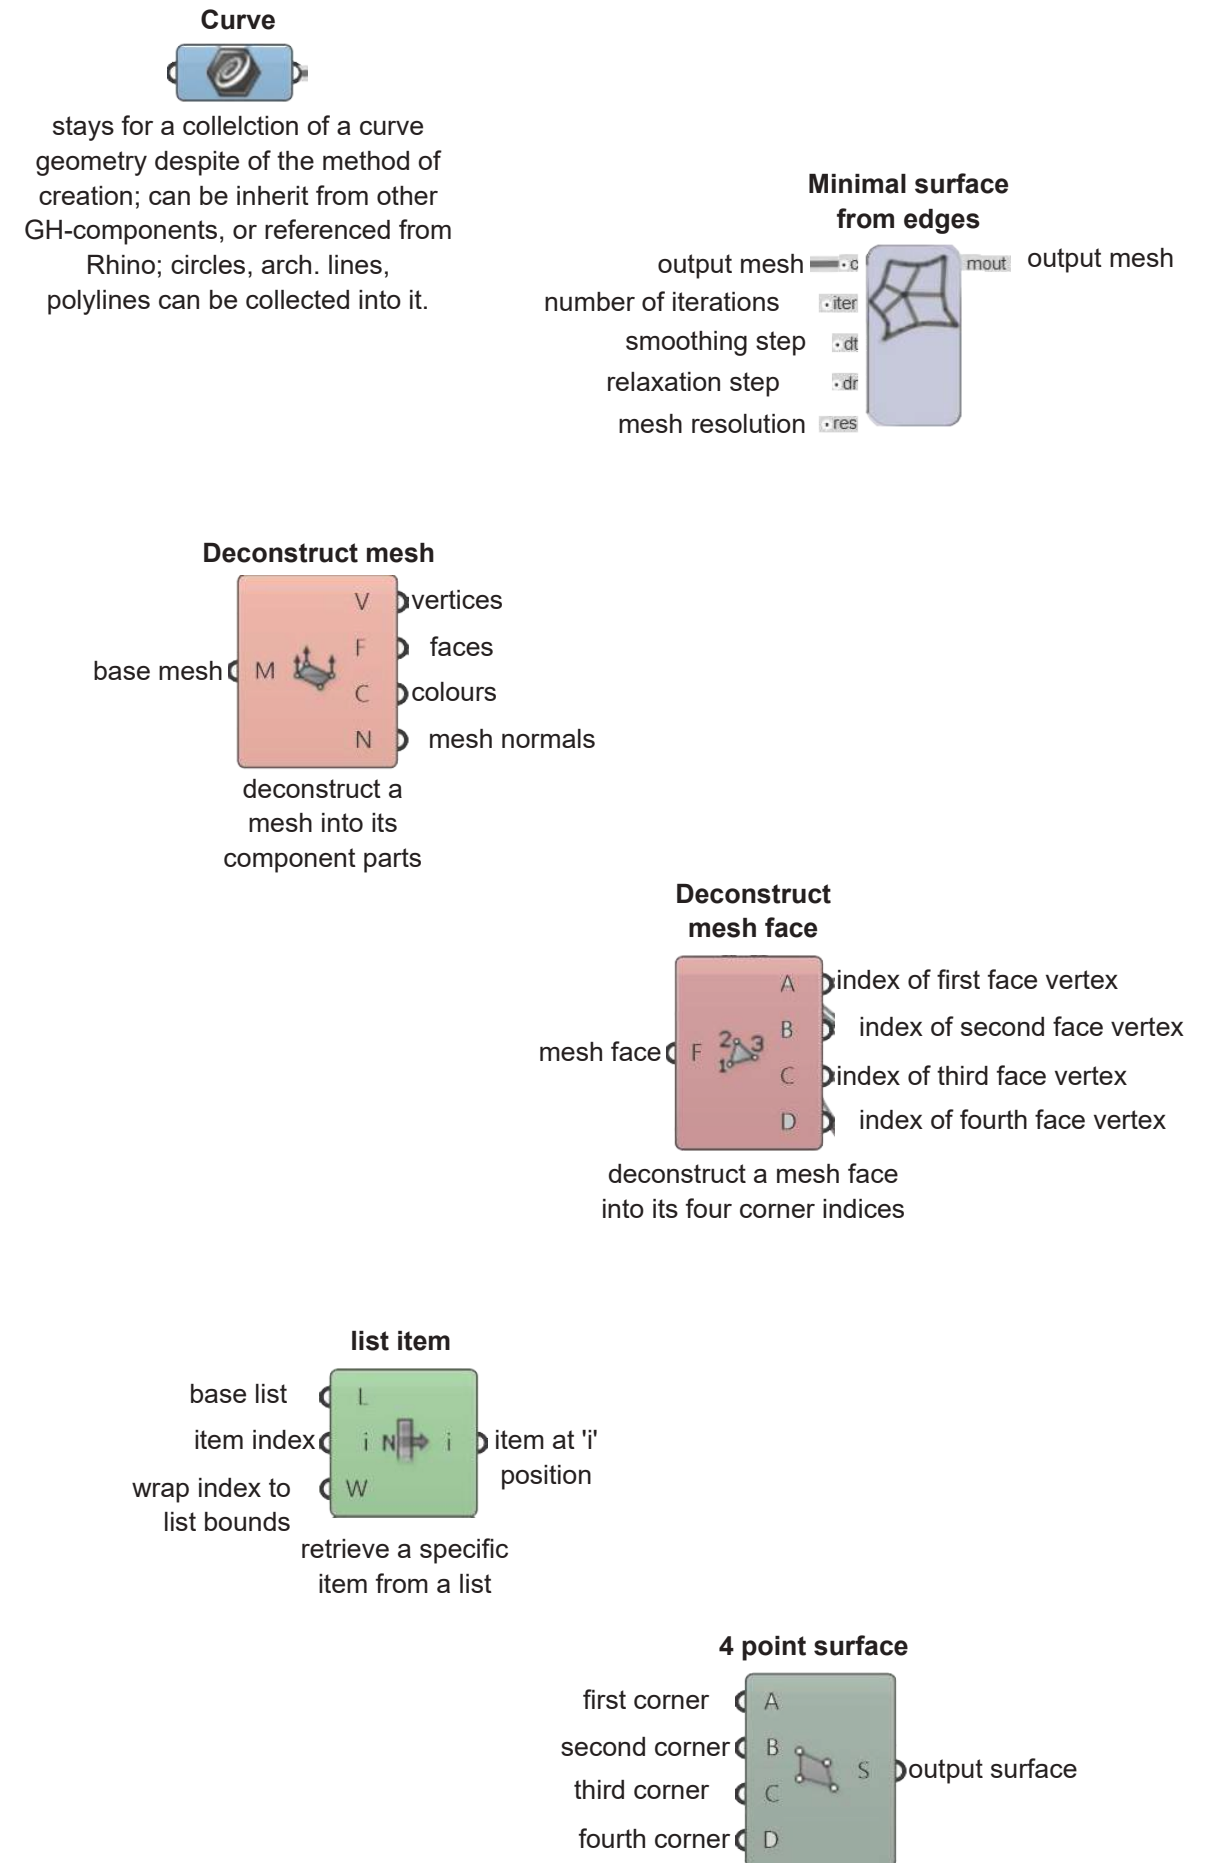 Curve
stays for a collelction of a curve
geometry despite of the method of
creation; can be inherit from other
GH-components, or referenced from
Rhino; circles, arch. lines,
polylines can be collected into it.
Minimal surface
from edges
output mesh c mout output mesh
number of iterations iter
smoothing step dt
relaxation step dr
mesh resolution res
Deconstruct mesh
V vertices
F faces
base mesh M
C colours
N mesh normals
deconstruct a
mesh into its
component parts
Deconstruct
mesh face
A index of first face vertex
B index of second face vertex
mesh face F 1 2 3
C index of third face vertex
D index of fourth face vertex
deconstruct a mesh face
into its four corner indices
list item
base list L
item index i N i item at 'i'
position
wrap index to W
list bounds
retrieve a specific
item from a list
4 point surface
first corner A
second corner B
S output surface
third corner C
fourth corner D